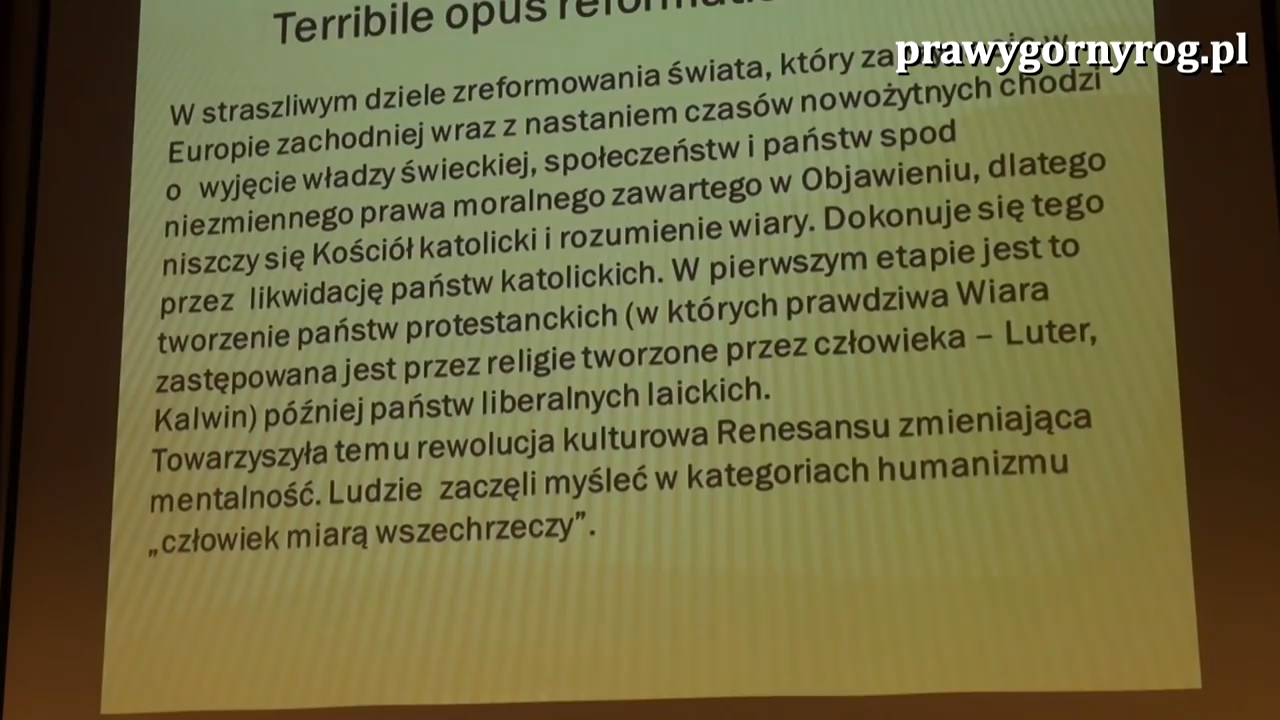 Terribile opus
prawygornyrog.pl
W straszliwym dziele zreformowania świata, który
Europie zachodniej wraz z nastaniem czasów nowożytnych chodzi
o wyjęcie władzy świeckiej, społeczeństw i państw spod
niezmiennego prawa moralnego zawartego w Objawieniu, dlatego
niszczy się Kościół katolicki i rozumienie wiary. Dokonuje się tego
przez likwidację państw katolickich. W pierwszym etapie jest to
tworzenie państw protestanckich (w których prawdziwa Wiara
zastępowana jest przez religie tworzone przez człowieka – Luter,
Kalwin) później państw liberalnych laickich.
Towarzyszyła temu rewolucja kulturowa Renesansu zmieniająca
mentalność. Ludzie zaczęli myśleć w kategoriach humanizmu
„człowiek miarą wszechrzeczy”.